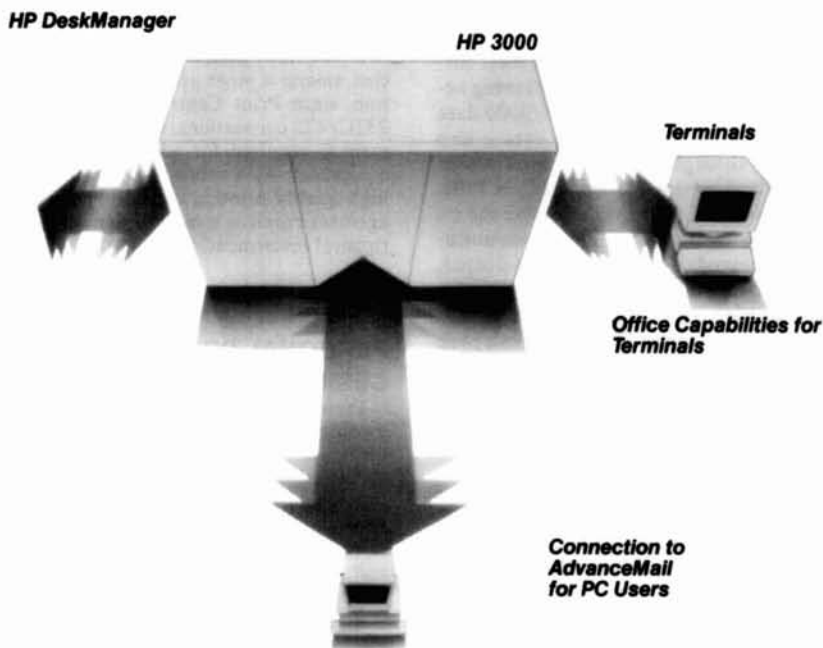 HP DeskManager
HP 3000
Terminals
Office Capabilities for
Terminals
Connection to
AdvanceMail
for PC Users